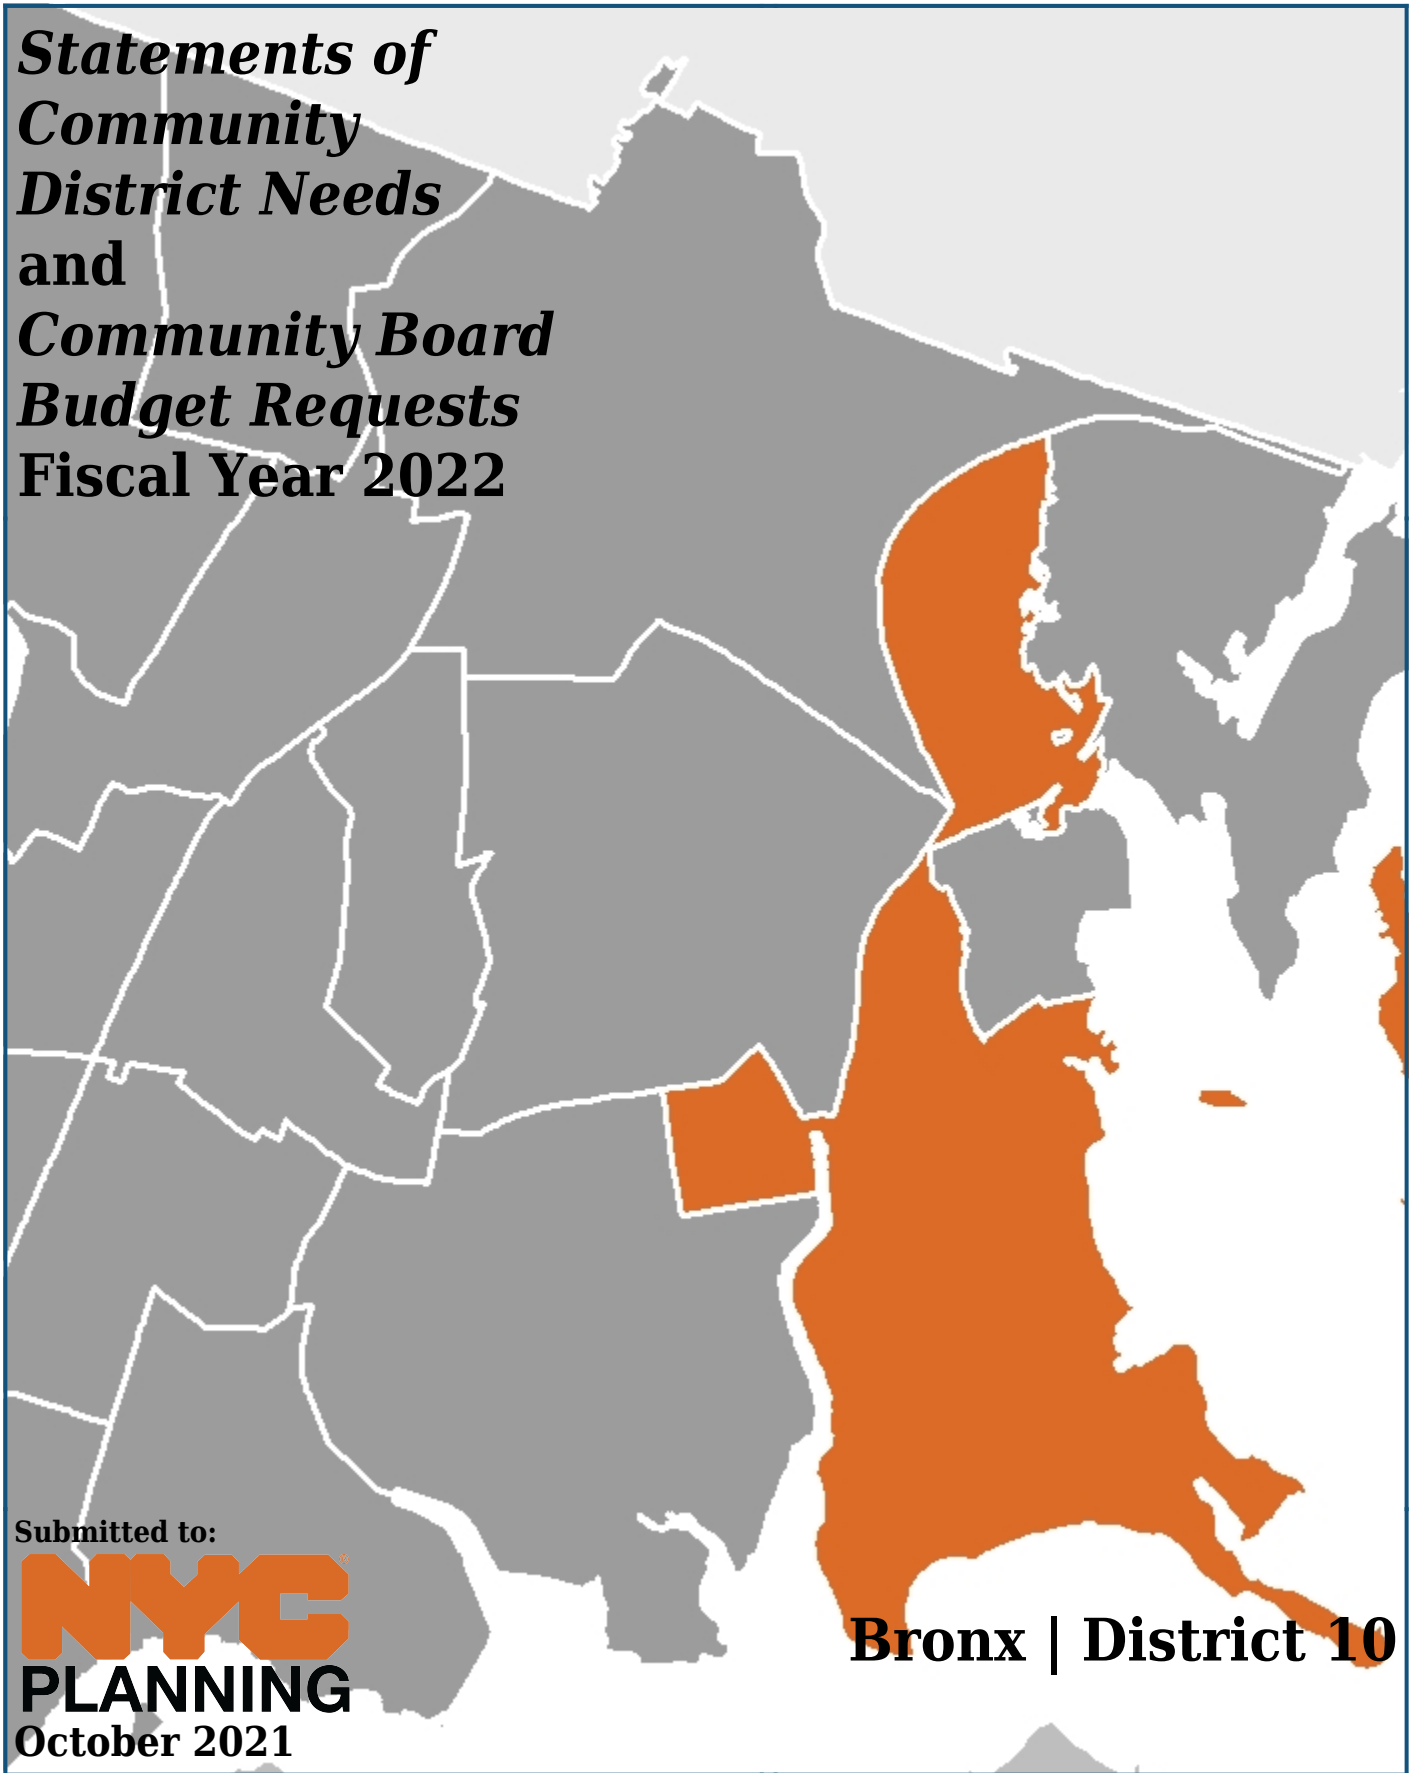 Statements of
Community
District Needs
and
Community Board
Budget Requests
Fiscal Year 2022
Submitted to:
NYC®
PLANNING
October 2021
Bronx | District 10